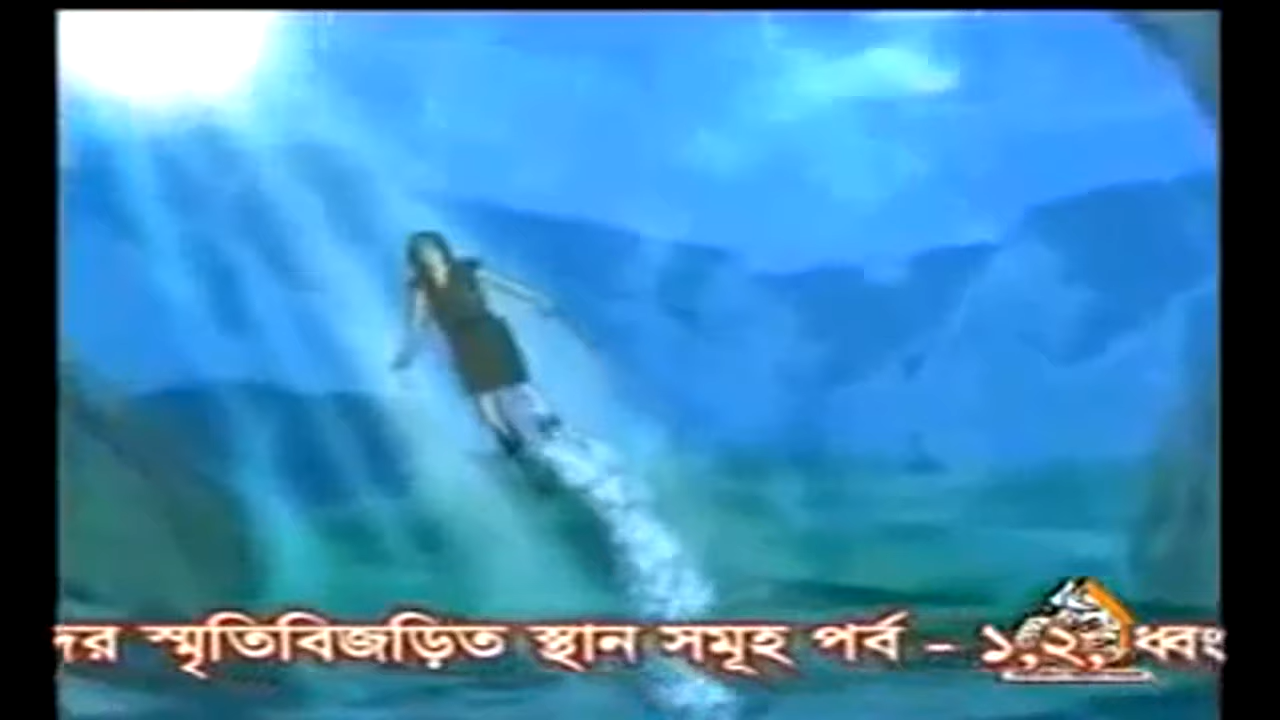 দের স্মৃতিবিজড়িত স্থান সমূহ পর্ব - ১,২, ধ্বং